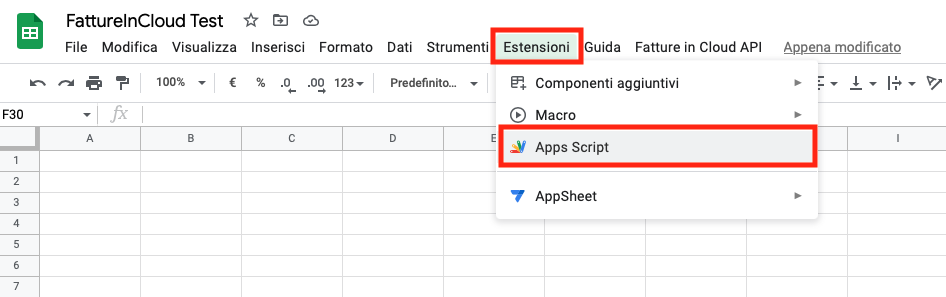 FattureInCloud Test
File Modifica Visualizza Inserisci Formato Dati Strumenti Estensioni Guida Fatture in Cloud API Appena modificato
100% € % .0 .00 123 Predefinito...
Componenti aggiuntivi
F30 fx
Macro
A B C D E I
Apps Script
1
2
AppSheet
3
4
5
6
7